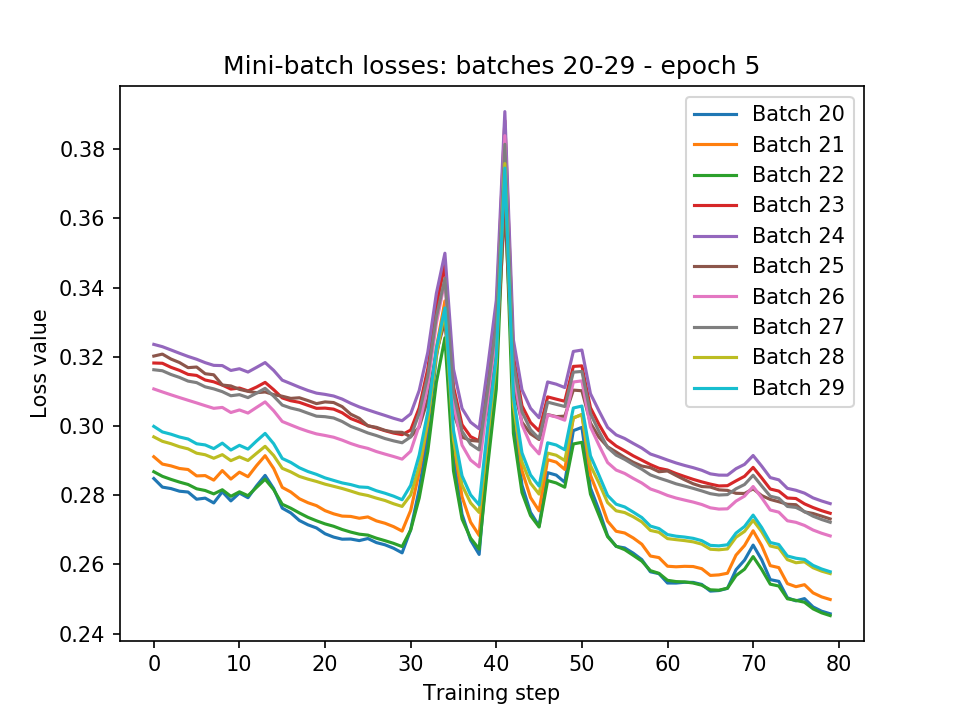 Mini-batch losses: batches 20-29 - epoch 5
Loss value
0.38
0.36
0.34
0.32
0.30
0.28
0.26
0.24
0 10 20 30 40 50 60 70 80
Training step
Batch 20
Batch 21
Batch 22
Batch 23
Batch 24
Batch 25
Batch 26
Batch 27
Batch 28
Batch 29